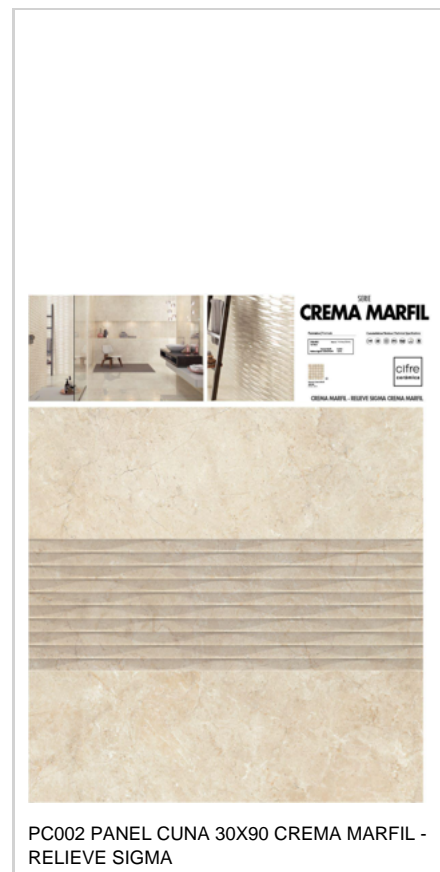 SERIE
CREMA MARFIL
cifre
cerámica
CREMA MARFIL - RELIEVE SIGMA CREMA MARFIL
PC002 PANEL CUNA 30X90 CREMA MARFIL -
RELIEVE SIGMA